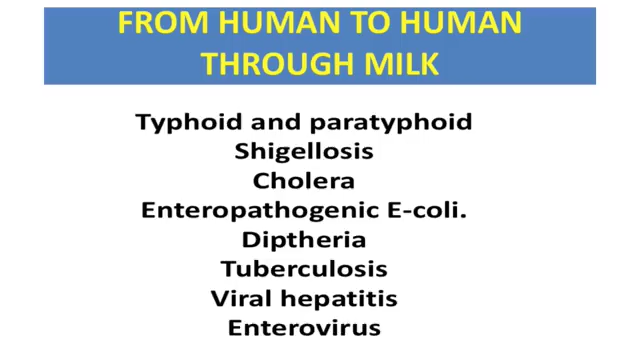 FROM HUMAN TO HUMAN
THROUGH MILK
Typhoid and paratyphoid
Shigellosis
Cholera
Enteropathogenic E-coli.
Diptheria
Tuberculosis
Viral hepatitis
Enterovirus